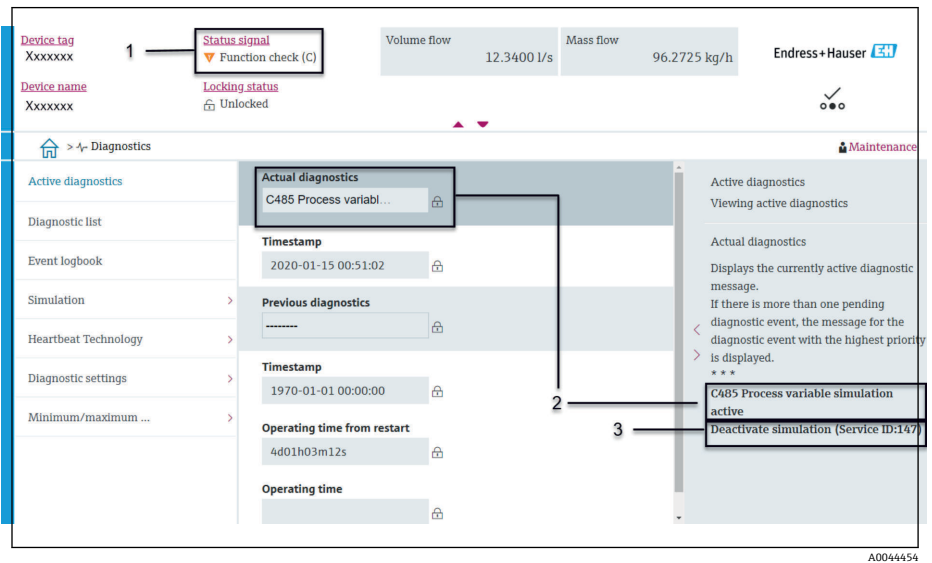 Device tag
Xxxxxxx
1
Status signal
Function check (C)
Volume flow
12.3400 l/s
Mass flow
96.2725 kg/h
Endress+Hauser EH
Device name
Xxxxxxx
Locking status
Unlocked
> Diagnostics
Maintenance
Active diagnostics
Diagnostic list
Event logbook
Simulation
Heartbeat Technology
Diagnostic settings
Minimum/maximum ...
Actual diagnostics
C485 Process variabl...
Timestamp
2020-01-15 00:51:02
Previous diagnostics
--------
Timestamp
1970-01-01 00:00:00
Operating time from restart
4d01h03m12s
Operating time
2
3
Active diagnostics
Viewing active diagnostics
Actual diagnostics
Displays the currently active diagnostic
message.
If there is more than one pending
diagnostic event, the message for the
diagnostic event with the highest priority
is displayed.
* * *
C485 Process variable simulation
active
Deactivate simulation (Service ID:147)
A0044454